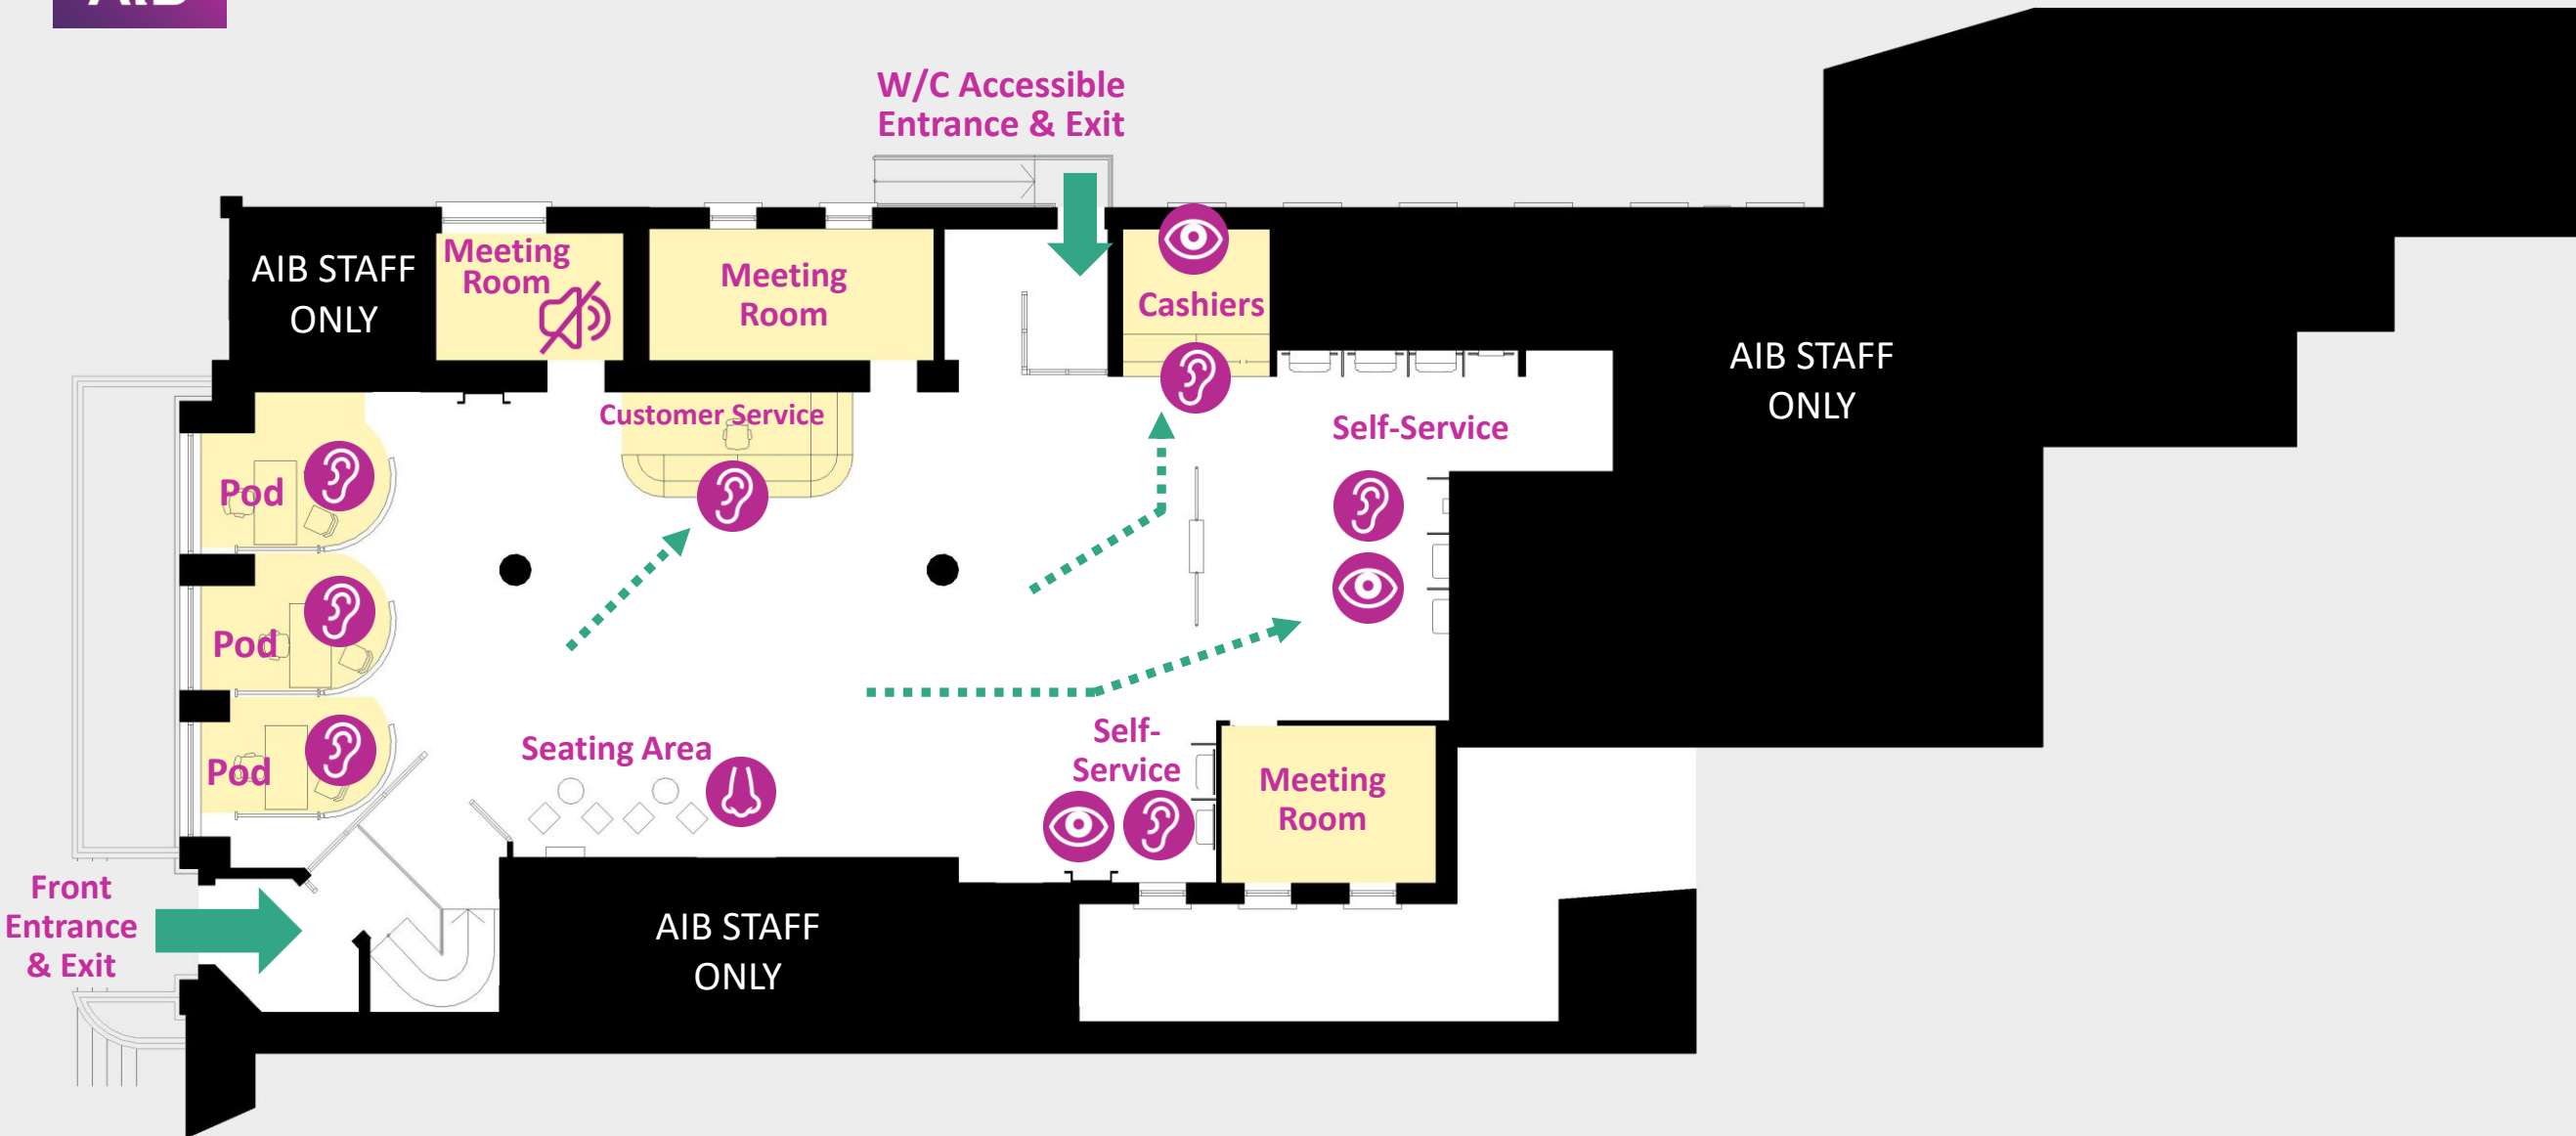 AIB
W/C Accessible
Entrance & Exit
AIB STAFF
ONLY
Meeting
Room
Meeting
Room
Cashiers
AIB STAFF
ONLY
Customer Service
Self-Service
Pod
Pod
Pod
Seating Area
Self-
Service
Meeting
Room
Front
Entrance
& Exit
AIB STAFF
ONLY